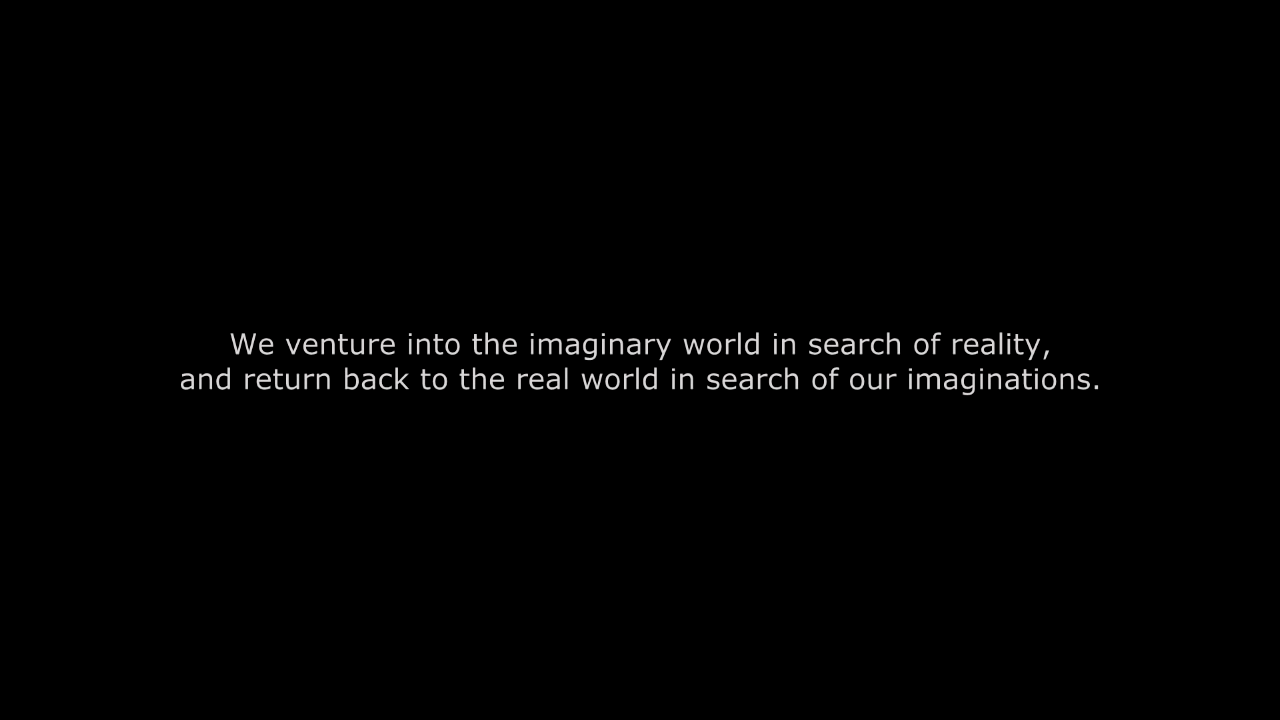 We venture into the imaginary world in search of reality,
and return back to the real world in search of our imaginations.